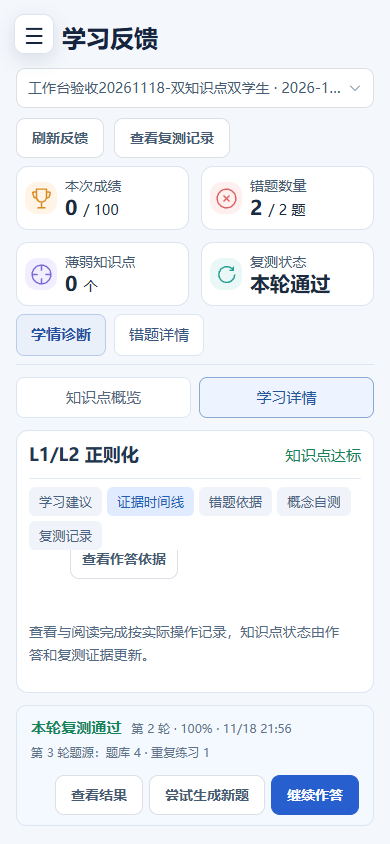 学习反馈
工作台验收20261118-双知识点双学生 · 2026-1...
刷新反馈 查看复测记录
本次成绩
0 / 100
错题数量
2 / 2 题
薄弱知识点
0 个
复测状态
本轮通过
学情诊断 错题详情
知识点概览 学习详情
L1/L2 正则化 知识点达标
学习建议 证据时间线 错题依据 概念自测
复测记录
查看作答依据
查看与阅读完成按实际操作记录，知识点状态由作
答和复测证据更新。
本轮复测通过 第 2 轮 · 100% · 11/18 21:56
第 3 轮题源：题库 4 · 重复练习 1
查看结果 尝试生成新题 继续作答